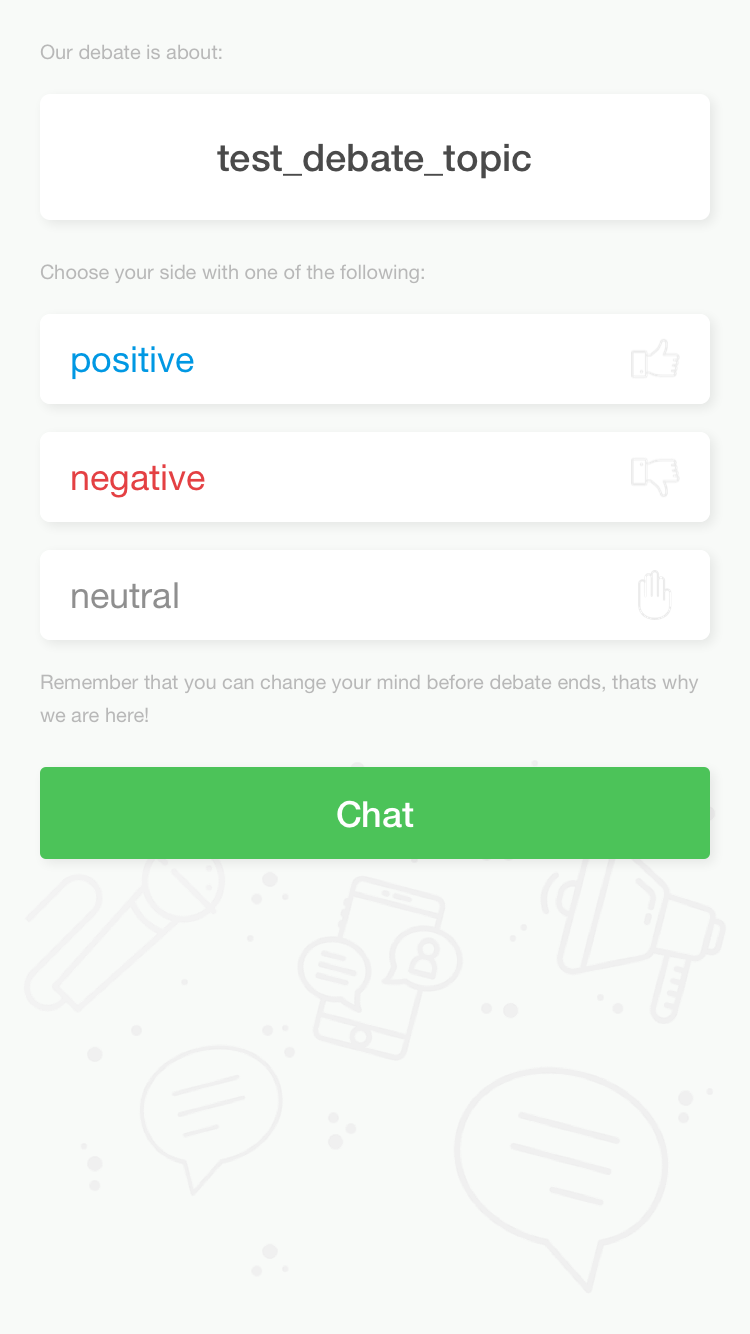 Our debate is about:
test_debate_topic
Choose your side with one of the following:
positive
negative
neutral
Remember that you can change your mind before debate ends, thats why
we are here!
Chat